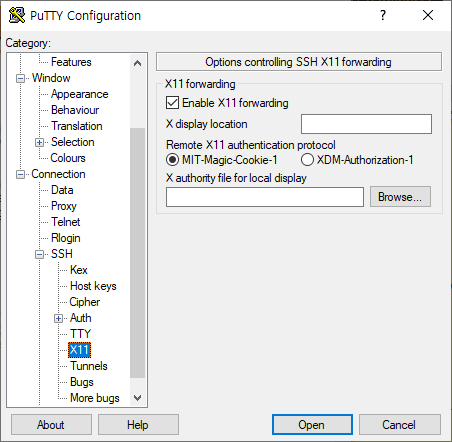 PuTTY Configuration
?
Category:
Features
Window
Appearance
Behaviour
Translation
Selection
Colours
Connection
Data
Proxy
Telnet
Rlogin
SSH
Kex
Host keys
Cipher
Auth
TTY
X11
Tunnels
Bugs
More bugs
Options controlling SSH X11 forwarding
X11 forwarding
Enable X11 forwarding
X display location
Remote X11 authentication protocol
MIT-Magic-Cookie-1 XDM-Authorization-1
X authority file for local display
Browse...
About Help Open Cancel